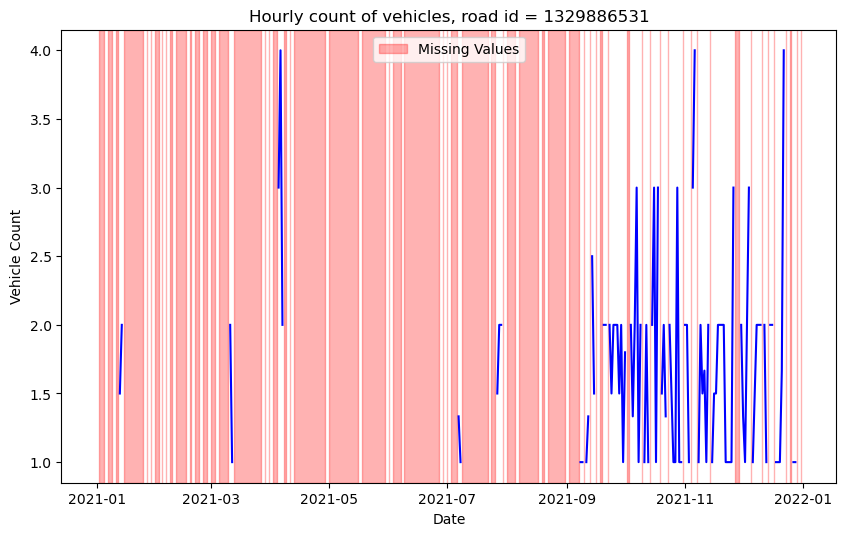 Hourly count of vehicles, road id = 1329886531
Missing Values
4.0
3.5
3.0
2.5
2.0
1.5
1.0
Vehicle Count
2021-01 2021-03 2021-05 2021-07 2021-09 2021-11 2022-01
Date